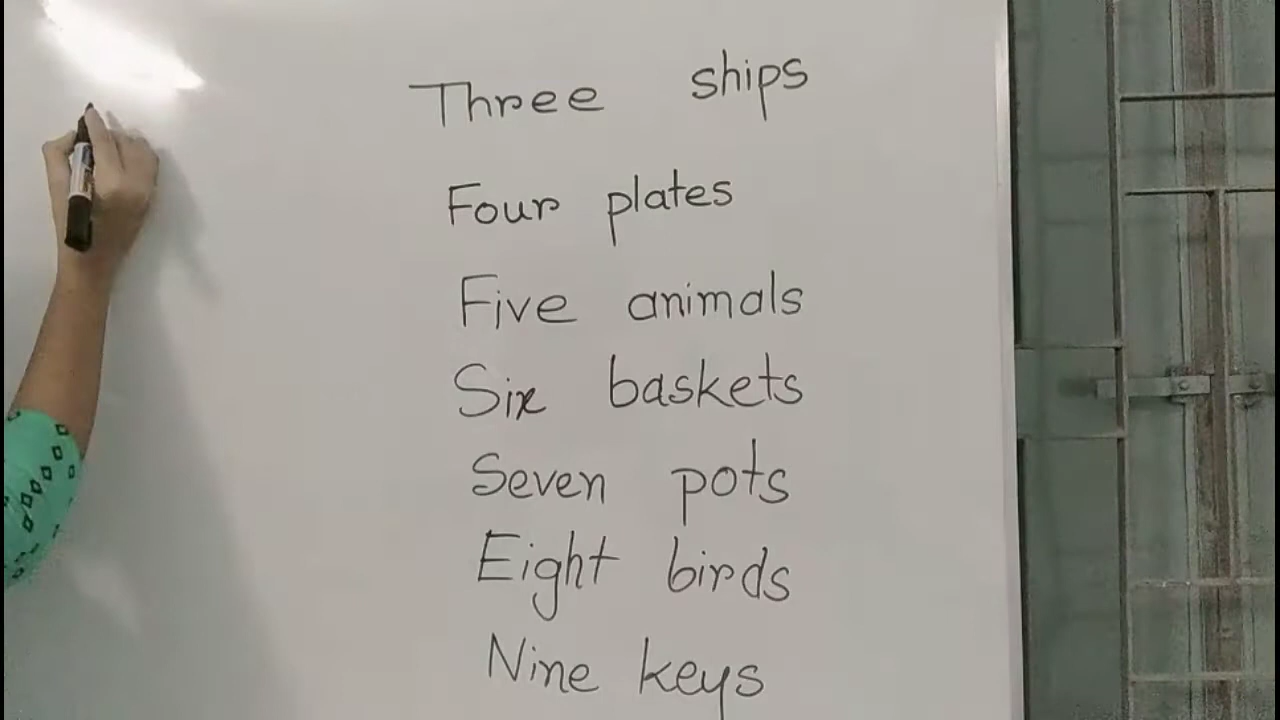 Three ships
Four plates
Five animals
Six baskets
Seven pots
Eight birds
Nine keys